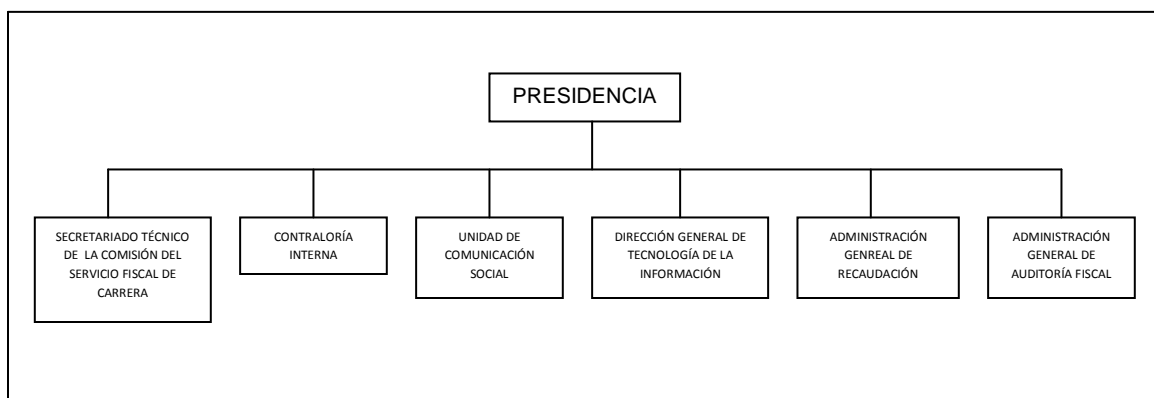 PRESIDENCIA
SECRETARIADO TÉCNICO
DE LA COMISIÓN DEL
SERVICIO FISCAL DE
CARRERA
CONTRALORÍA
INTERNA
UNIDAD DE
COMUNICACIÓN
SOCIAL
DIRECCIÓN GENERAL DE
TECNOLOGÍA DE LA
INFORMACIÓN
ADMINISTRACIÓN
GENREAL DE
RECAUDACIÓN
ADMINISTRACIÓN
GENERAL DE
AUDITORÍA FISCAL